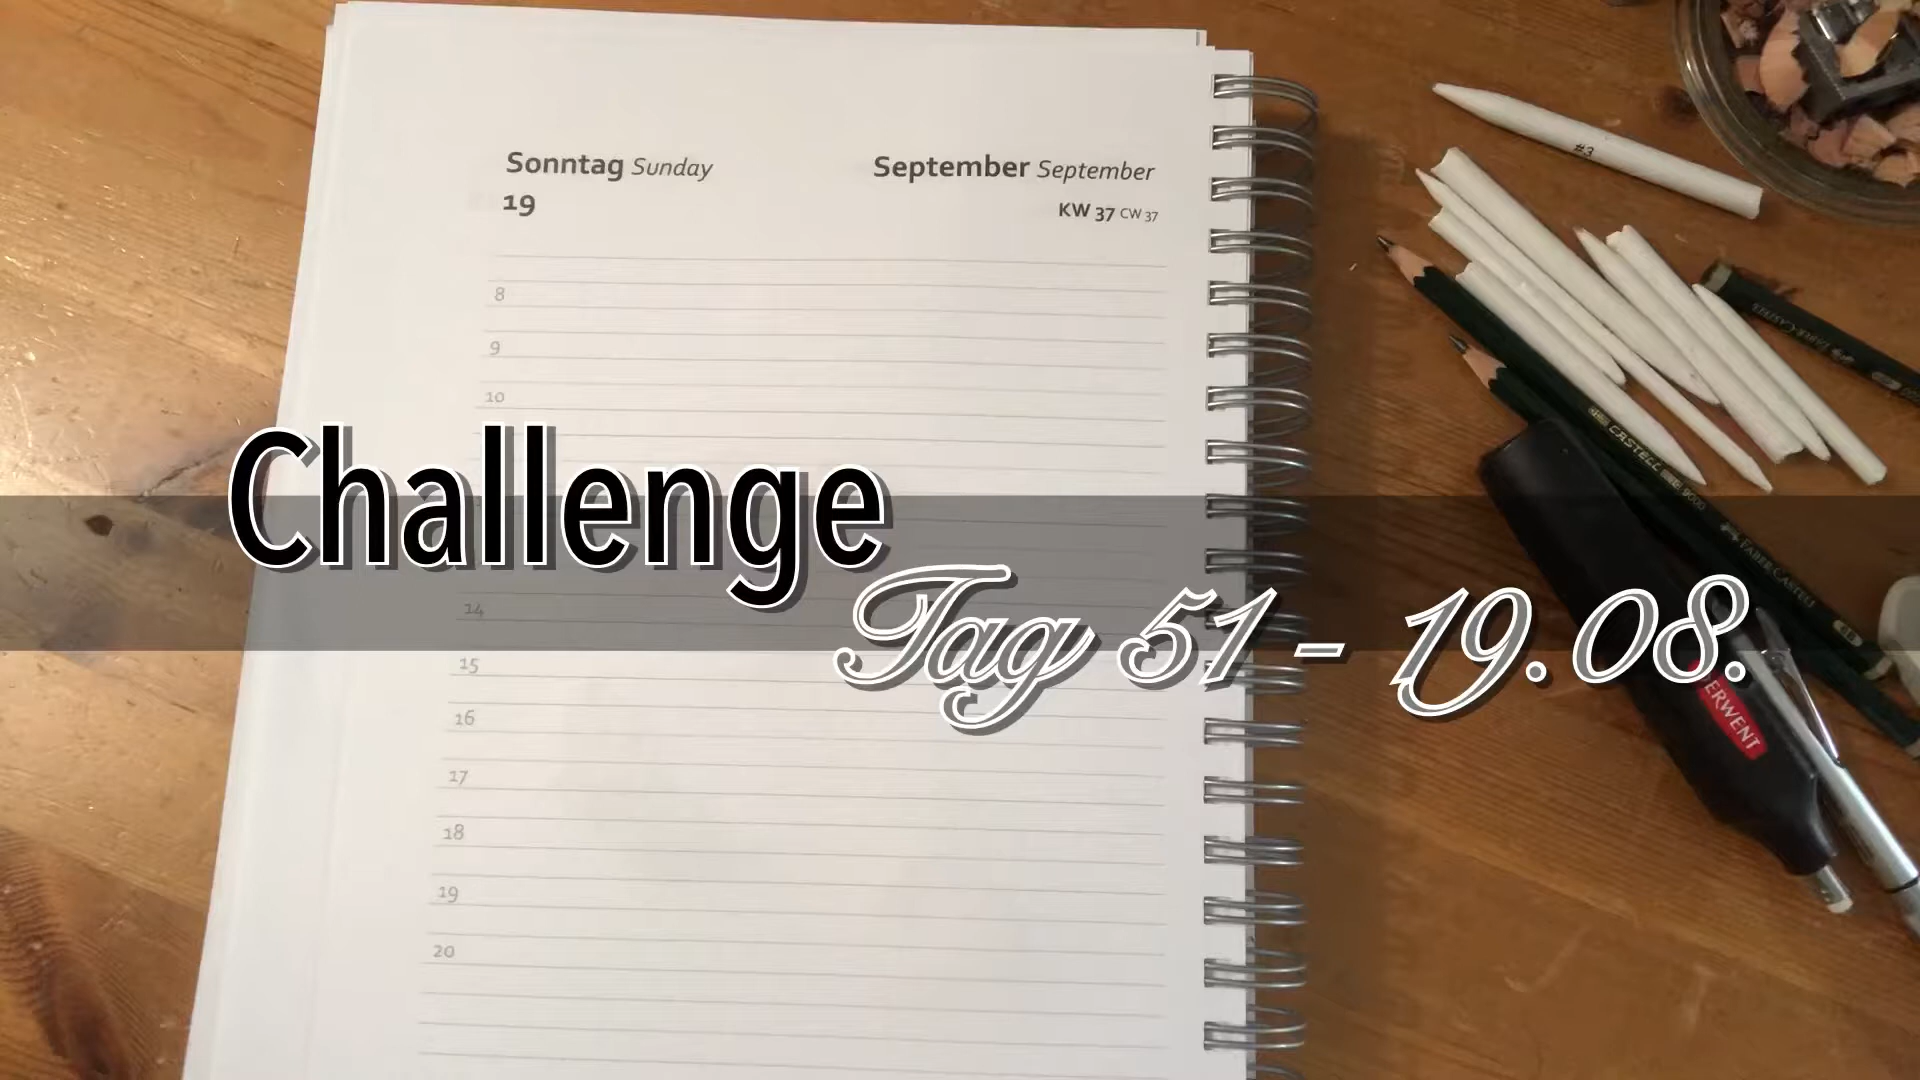 Sonntag Sunday
19
September September
KW 37 CW 37
8
9
10
Challenge
Tag 51 - 19.08.
14
15
16
17
18
19
20
#3
CASTELL 9000
FABER-CASTELL
ERWENT